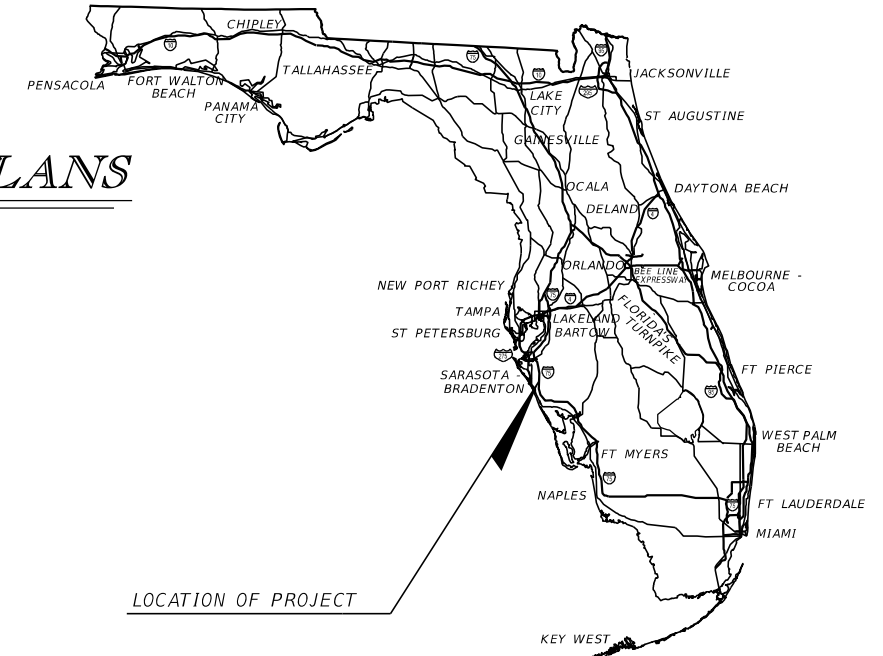 CHIPLEY
PENSACOLA
FORT WALTON
BEACH
PANAMA
CITY
TALLAHASSEE
JACKSONVILLE
LAKE
CITY
ST AUGUSTINE
GAINESVILLE
LANS
OCALA
DAYTONA BEACH
DELAND
ORLANDO
BEE LINE
EXPRESSWAY
MELBOURNE -
COCOA
NEW PORT RICHEY
TAMPA
ST PETERSBURG
LAKELAND
BARTOW
FLORIDA'S
TURNPIKE
SARASOTA -
BRADENTON
FT PIERCE
WEST PALM
BEACH
FT MYERS
NAPLES
FT LAUDERDALE
MIAMI
LOCATION OF PROJECT
KEY WEST